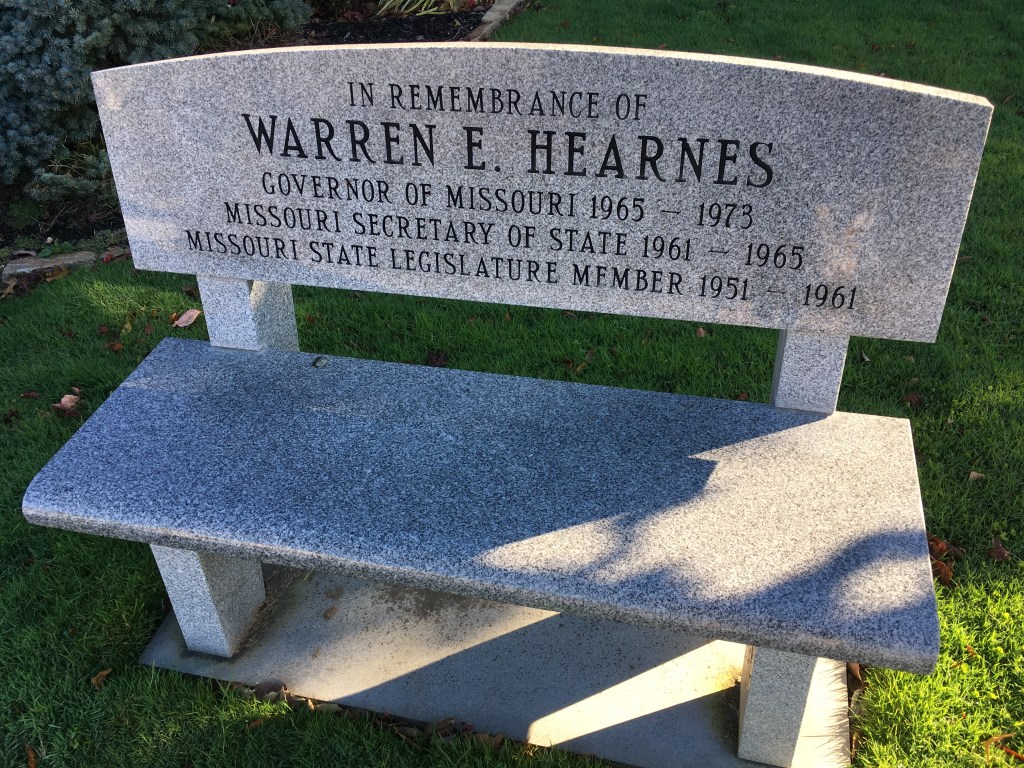 IN REMEMBRANCE OF
WARREN E. HEARNES
GOVERNOR OF MISSOURI 1965 – 1973
MISSOURI SECRETARY OF STATE 1961 – 1965
MISSOURI STATE LEGISLATURE MEMBER 1951 – 1961